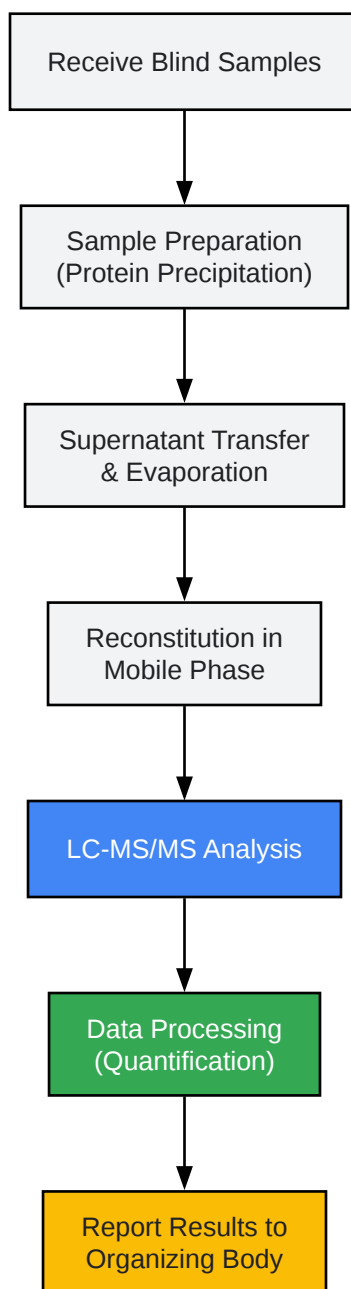 Receive Blind Samples
Sample Preparation
(Protein Precipitation)
Supernatant Transfer
& Evaporation
Reconstitution in
Mobile Phase
LC-MS/MS Analysis
Data Processing
(Quantification)
Report Results to
Organizing Body